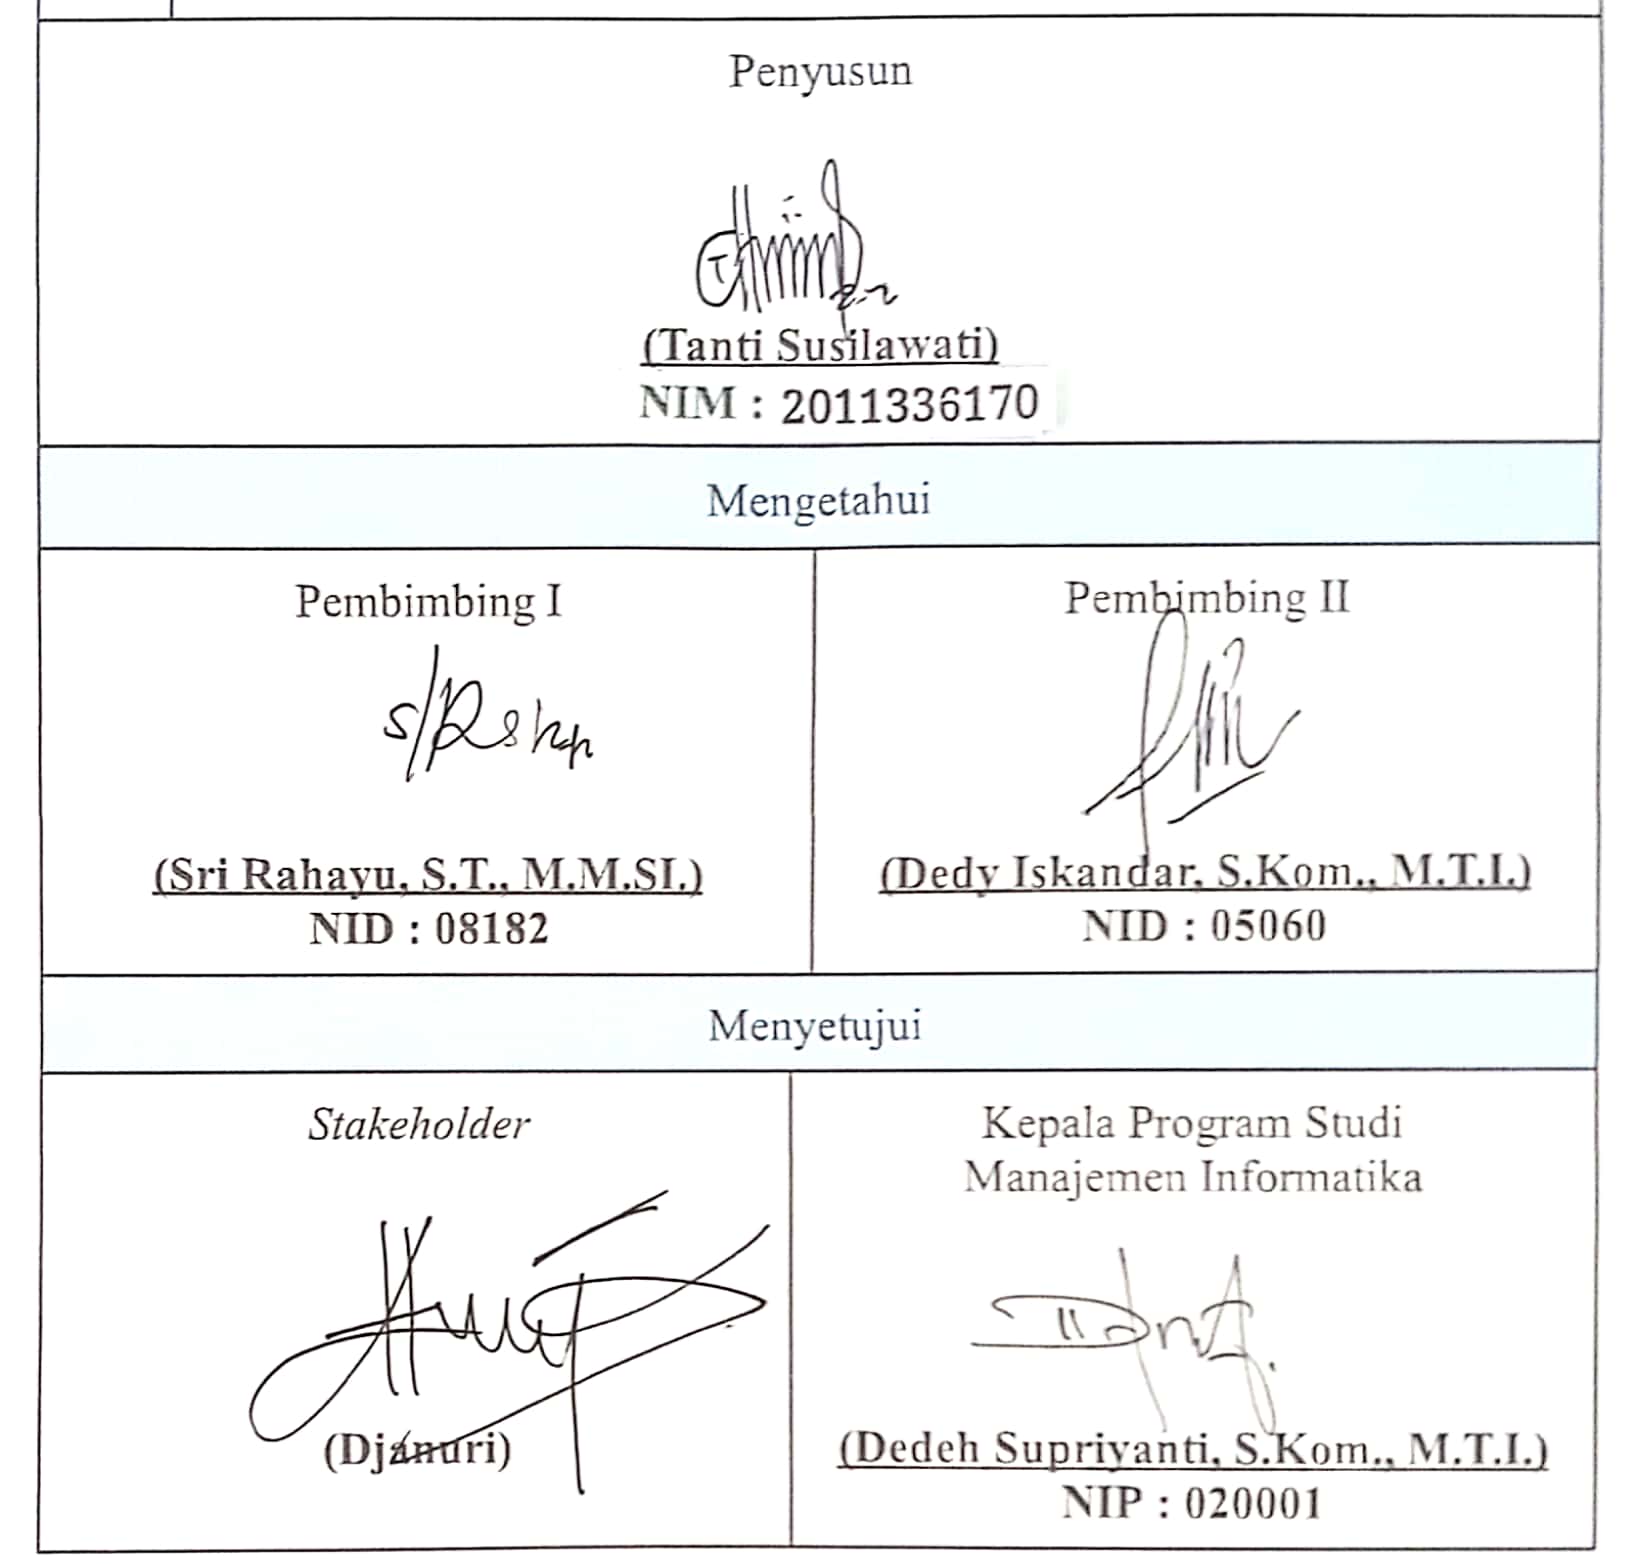 Penyusun
(Tanti Susilawati)
NIM : 2011336170
Mengetahui
Pembimbing I
Pembimbing II
(Sri Rahayu, S.T., M.M.SI.)
NID : 08182
(Dedy Iskandar, S.Kom., M.T.I.)
NID : 05060
Menyetujui
Stakeholder
Kepala Program Studi
Manajemen Informatika
(Djanuri)
(Dedeh Supriyanti, S.Kom., M.T.I.)
NIP : 020001